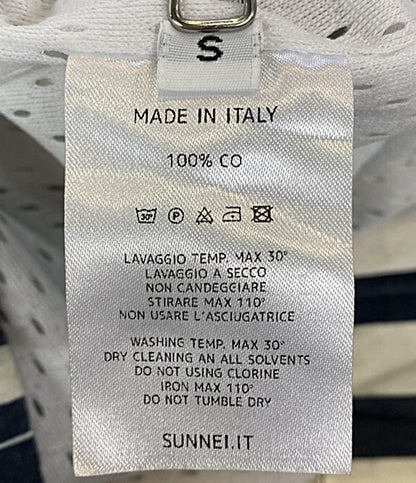 S
MADE IN ITALY
100% CO
30° P
LAVAGGIO TEMP. MAX 30°
LAVAGGIO A SECCO
NON CANDEGGIARE
STIRARE MAX 110°
NON USARE L'ASCIUGATRICE
WASHING TEMP. MAX 30°
DRY CLEANING AN ALL SOLVENTS
DO NOT USING CLORINE
IRON MAX 110°
DO NOT TUMBLE DRY
SUNNEI.IT